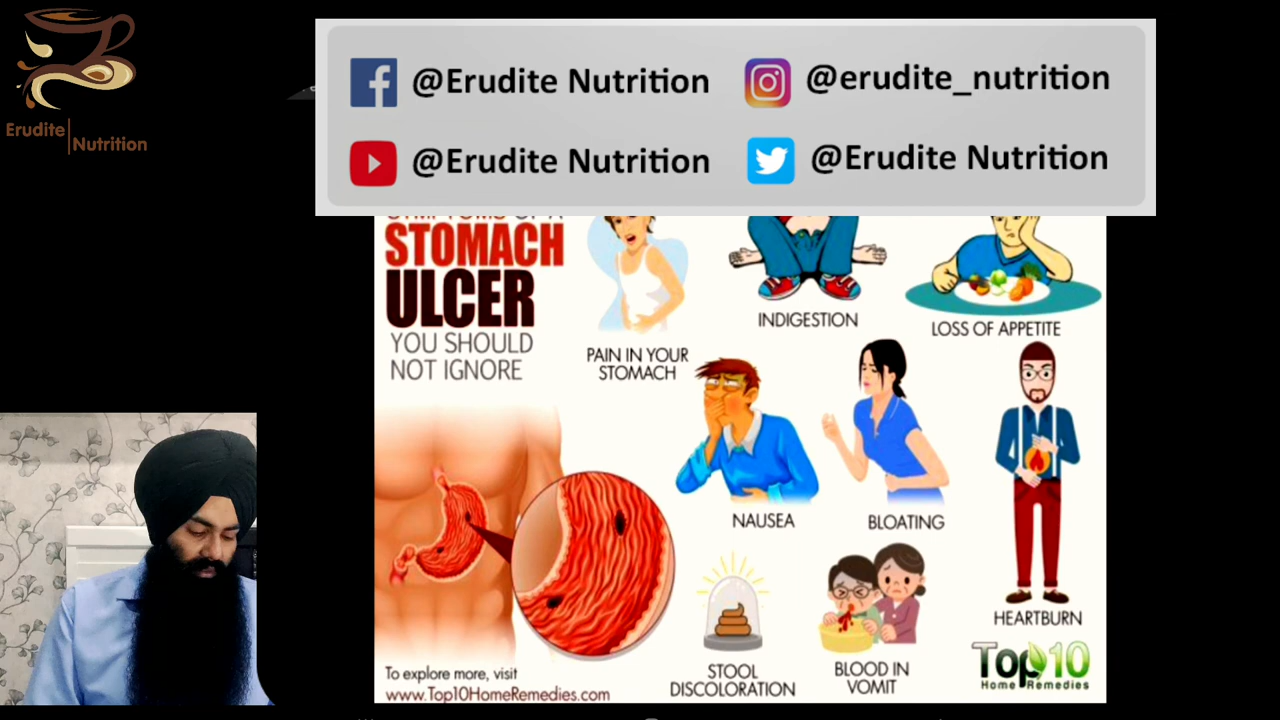 Erudite
Nutrition
@Erudite Nutrition
@erudite_nutrition
@Erudite Nutrition
@Erudite Nutrition
SYMPTOMS OF A
STOMACH
ULCER
YOU SHOULD
NOT IGNORE
PAIN IN YOUR
STOMACH
INDIGESTION
LOSS OF APPETITE
NAUSEA
BLOATING
HEARTBURN
STOOL
DISCOLORATION
BLOOD IN
VOMIT
To explore more, visit
www.Top10HomeRemedies.com
Top10
Home Remedies